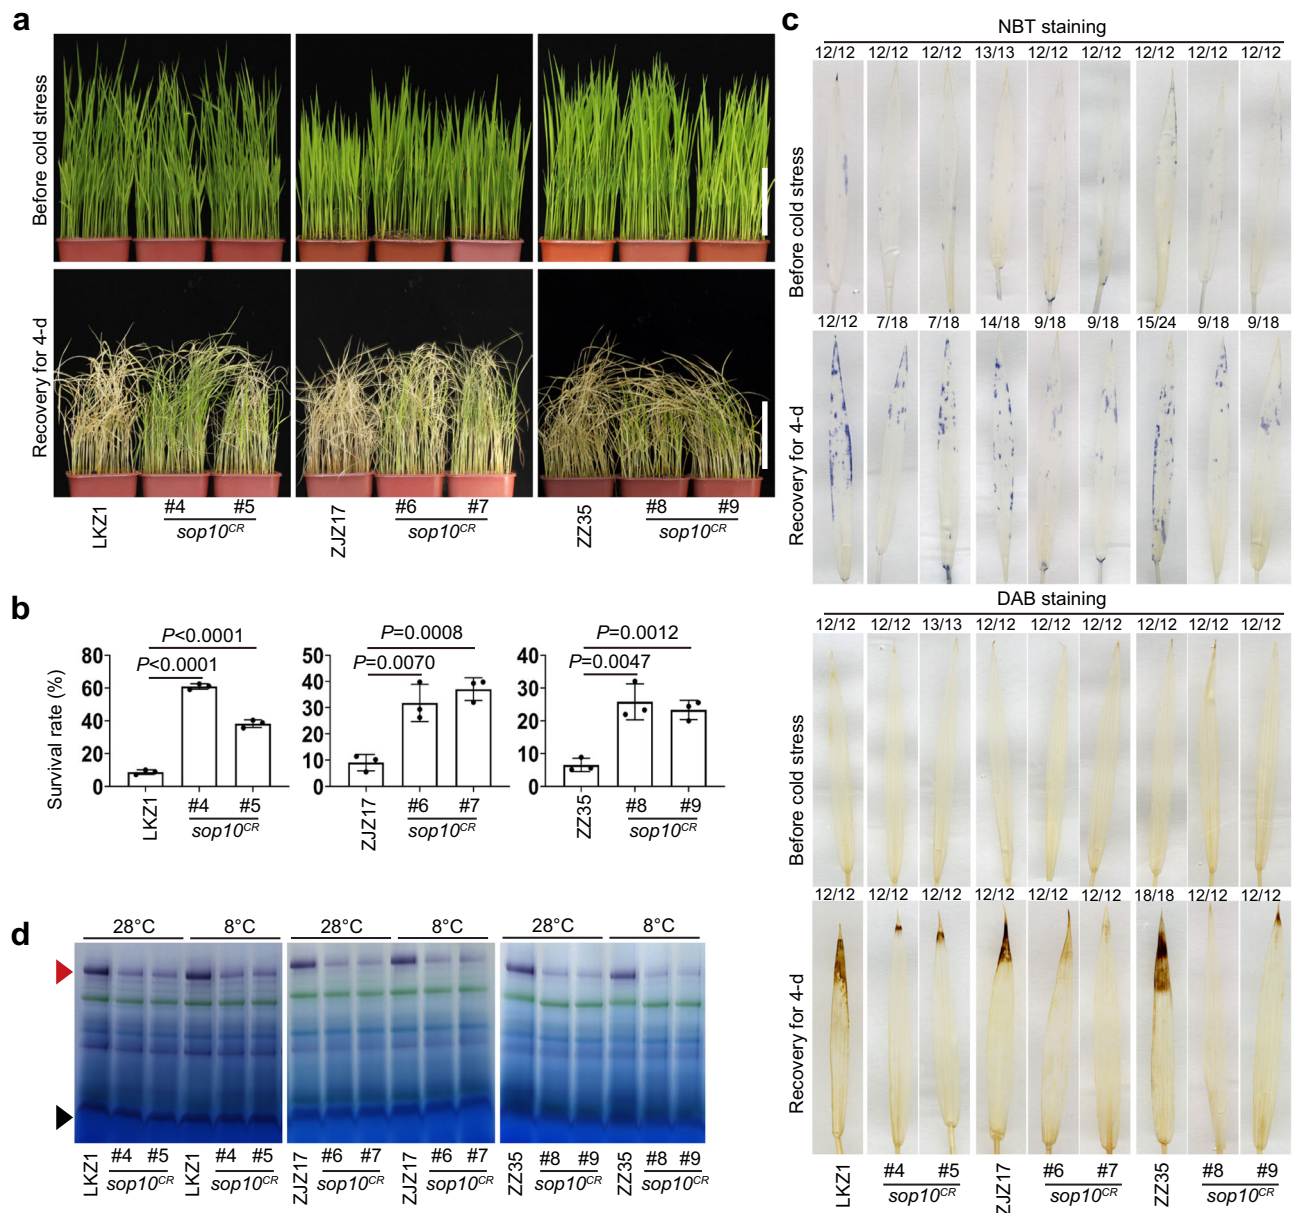 a
Before cold stress
Recovery for 4-d
#4 #5 #6 #7 #8 #9
LKZ1 sop10CR ZJZ17 sop10CR ZZ35 sop10CR
b
Survival rate (%)
P<0.0001
P<0.0001
80
60
40
20
0
LKZ1 #4 #5
sop10CR
P=0.0008
P=0.0070
50
40
30
20
10
0
ZJZ17 #6 #7
sop10CR
P=0.0012
P=0.0047
40
30
20
10
0
ZZ35 #8 #9
sop10CR
c
NBT staining
12/12 12/12 12/12 13/13 12/12 12/12 12/12 12/12 12/12
Before cold stress
12/12 7/18 7/18 14/18 9/18 9/18 15/24 9/18 9/18
Recovery for 4-d
DAB staining
12/12 12/12 13/13 12/12 12/12 12/12 12/12 12/12 12/12
Before cold stress
12/12 12/12 12/12 12/12 12/12 12/12 18/18 12/12 12/12
Recovery for 4-d
#4 #5 #6 #7 #8 #9
LKZ1 sop10CR ZJZ17 sop10CR ZZ35 sop10CR
d
28°C 8°C 28°C 8°C 28°C 8°C
#4 #5 #4 #5 #6 #7 #6 #7 #8 #9 #8 #9
LKZ1 sop10CR LKZ1 sop10CR ZJZ17 sop10CR ZJZ17 sop10CR ZZ35 sop10CR ZZ35 sop10CR